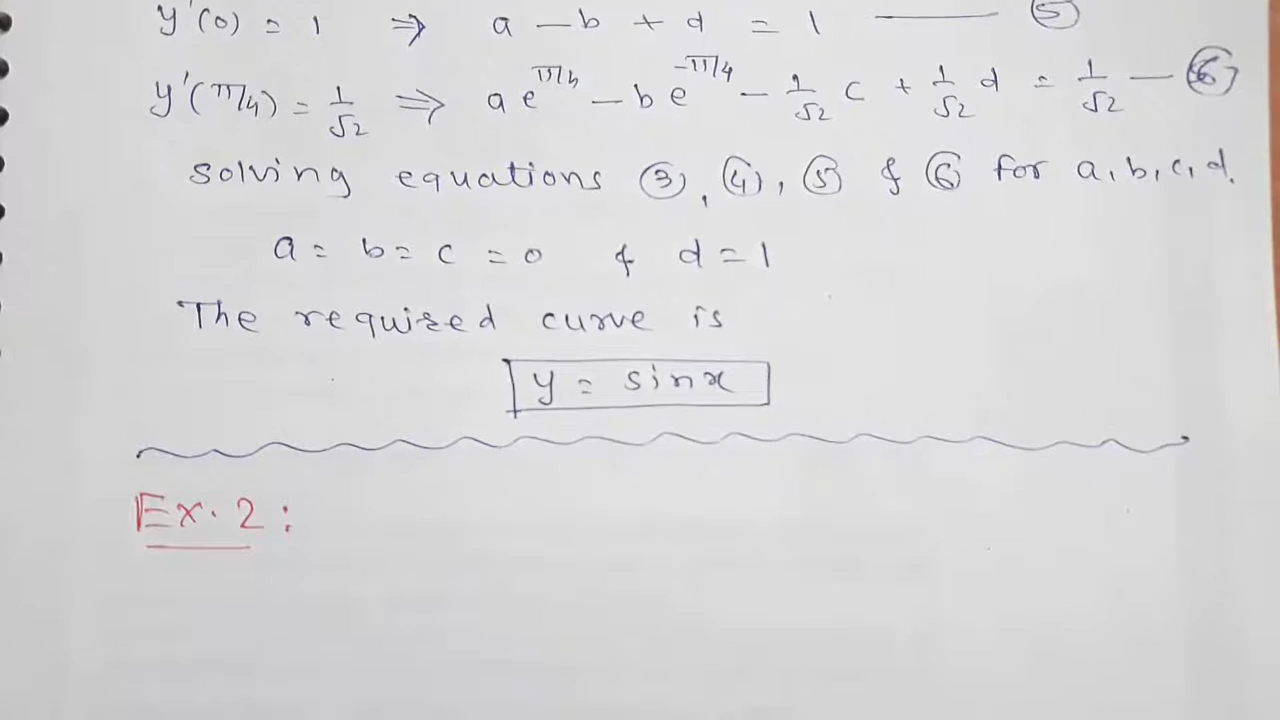 y'(0) = 1 ⇒ a - b + d = 1 — ⑤
y'(π/4) = 1/√2 ⇒ a e^{π/4} - b e^{-π/4} - 1/√2 c + 1/√2 d = 1/√2 — ⑥
solving equations ③, ④, ⑤ & ⑥ for a, b, c, d.
a = b = c = 0 & d = 1
The required curve is
y = sinx
Ex. 2 :